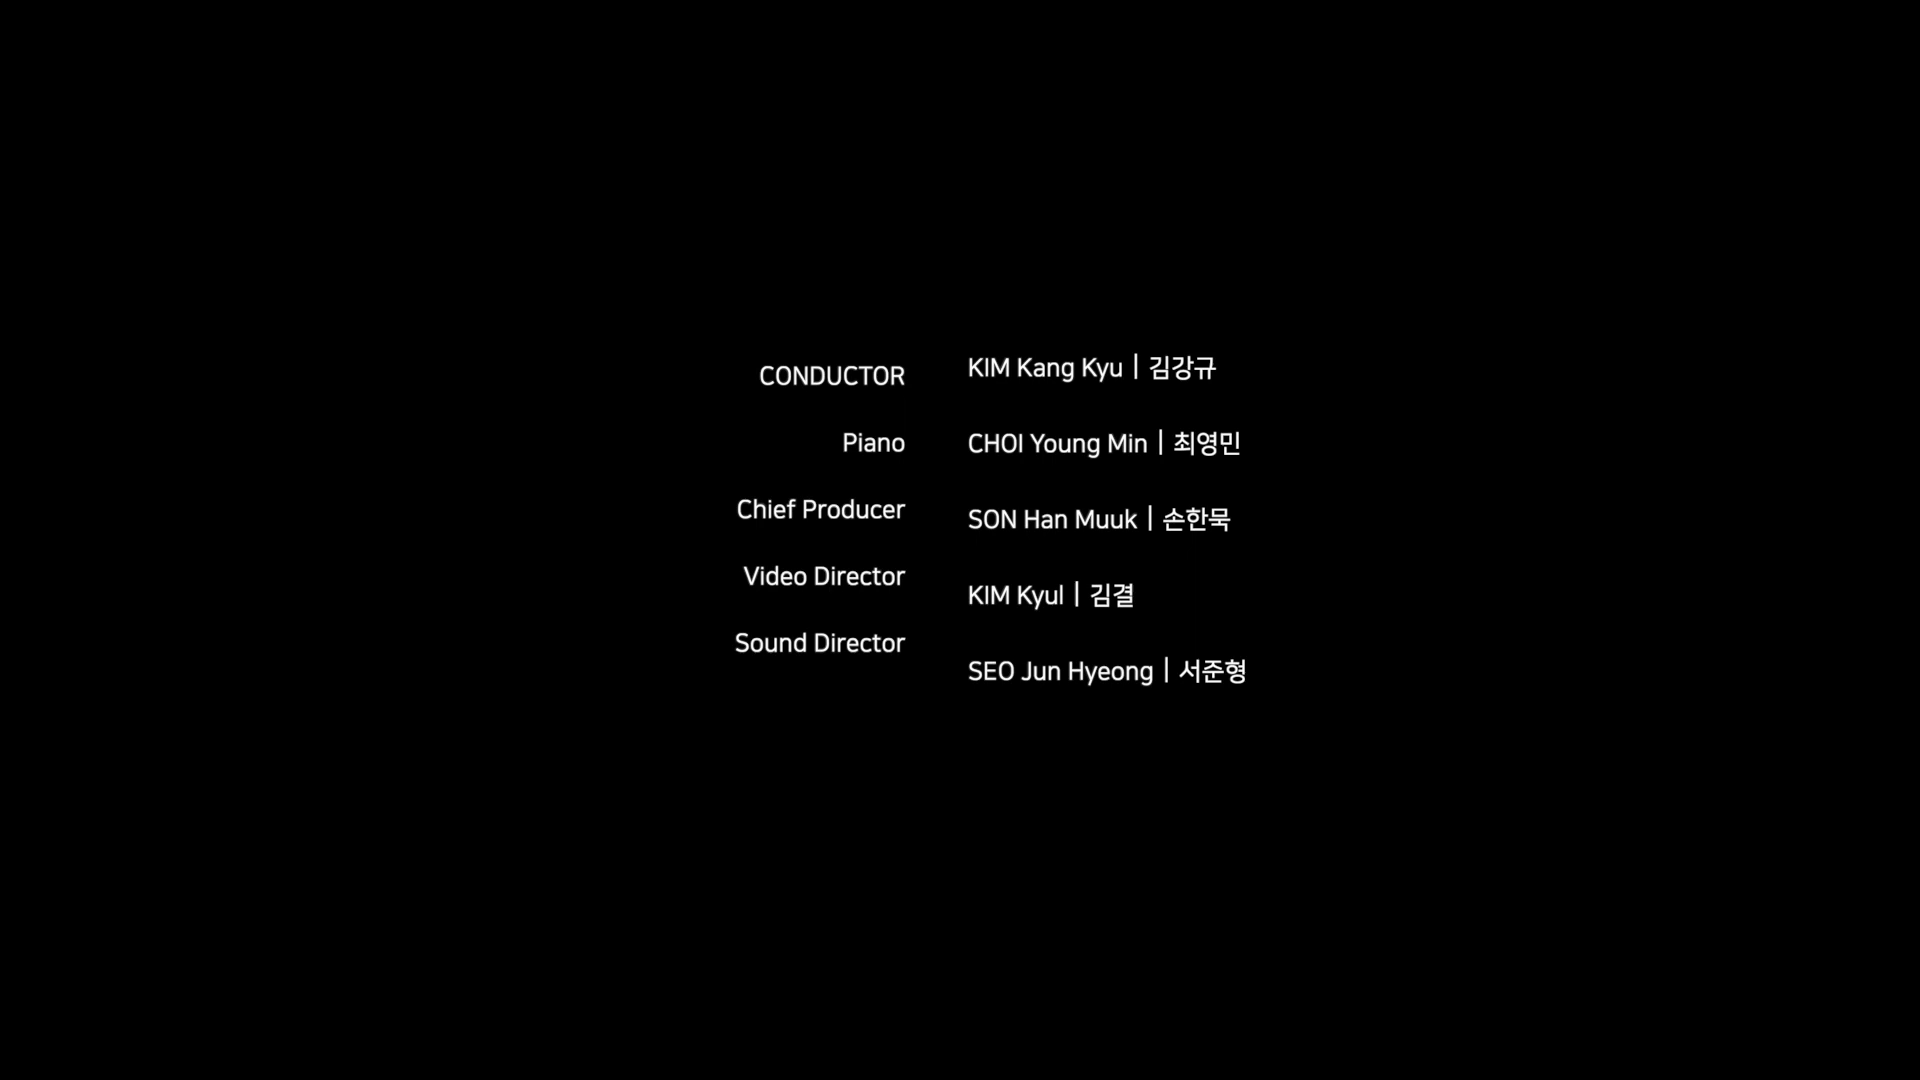 CONDUCTOR KIM Kang Kyu | 김강규
Piano CHOI Young Min | 최영민
Chief Producer SON Han Muuk | 손한묵
Video Director KIM Kyul | 김결
Sound Director SEO Jun Hyeong | 서준형